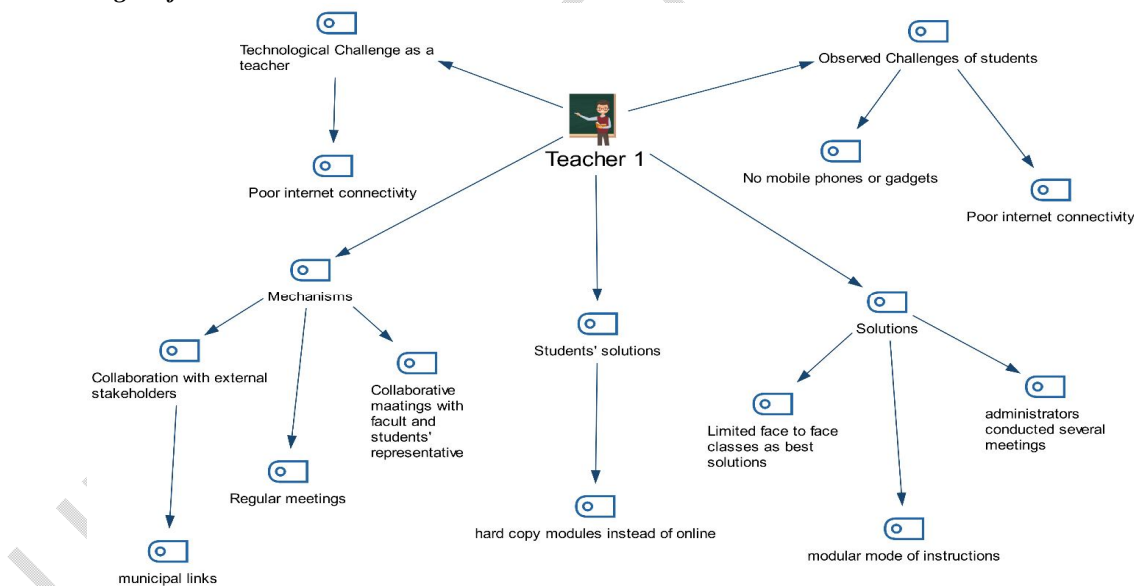 Technological Challenge as a
teacher
Observed Challenges of students
Teacher 1
Poor internet connectivity
No mobile phones or gadgets
Poor internet connectivity
Mechanisms
Students' solutions
Solutions
Collaboration with external
stakeholders
Collaborative
maatings with
facult and
students'
representative
Limited face to face
classes as best
solutions
administrators
conducted several
meetings
Regular meetings
hard copy modules instead of online
modular mode of instructions
municipal links